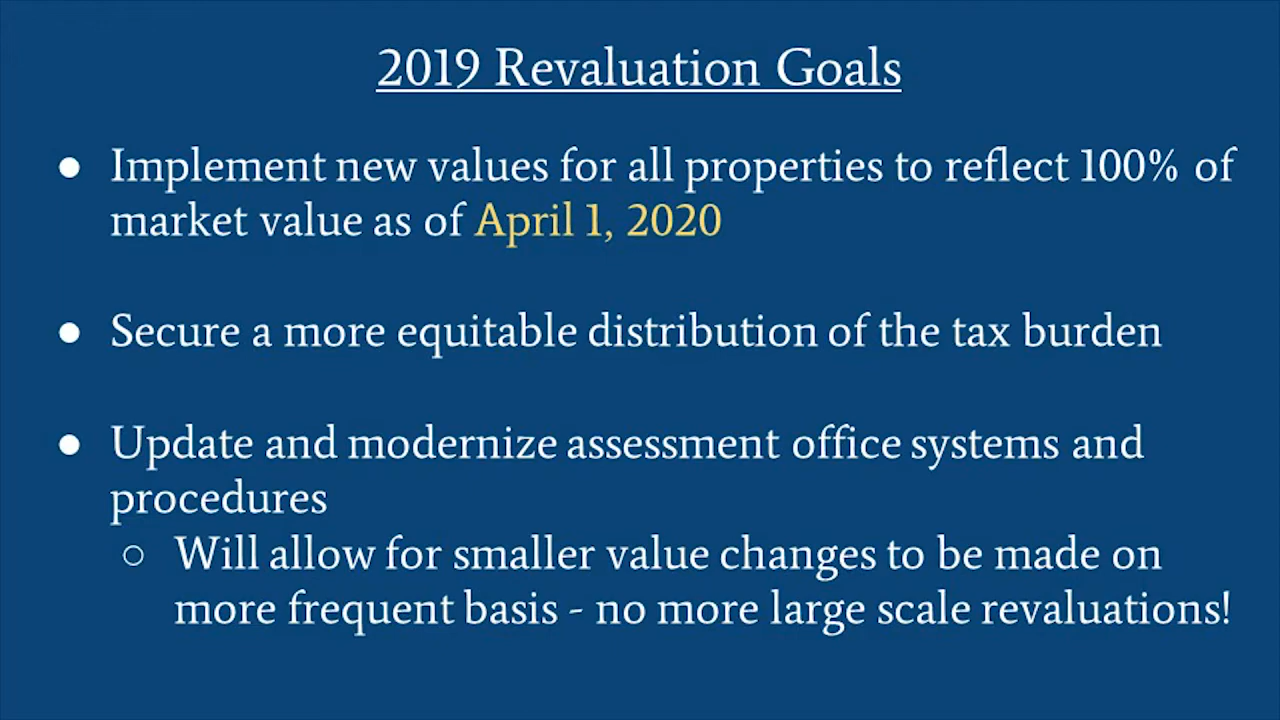 2019 Revaluation Goals
● Implement new values for all properties to reflect 100% of
market value as of April 1, 2020
● Secure a more equitable distribution of the tax burden
● Update and modernize assessment office systems and
procedures
○ Will allow for smaller value changes to be made on
more frequent basis - no more large scale revaluations!